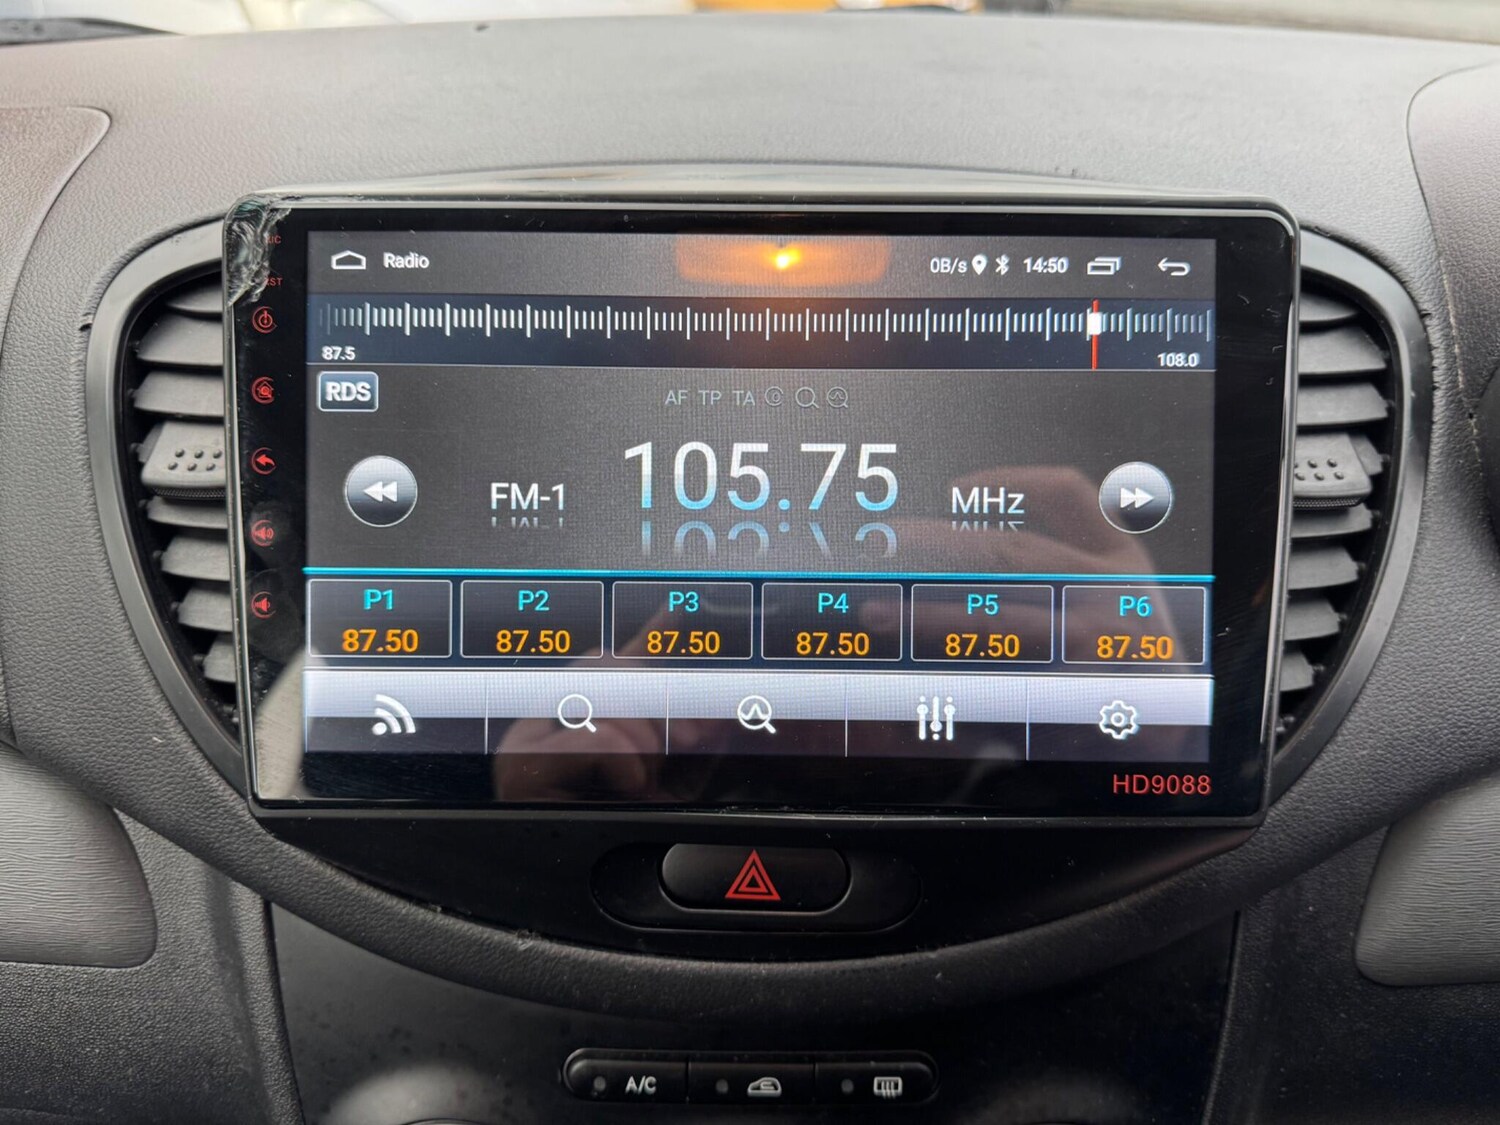 Radio
0B/s 14:50
87.5
108.0
RDS
AF TP TA
FM-1 105.75 MHz
P1 P2 P3 P4 P5 P6
87.50 87.50 87.50 87.50 87.50 87.50
HD9088
A/C